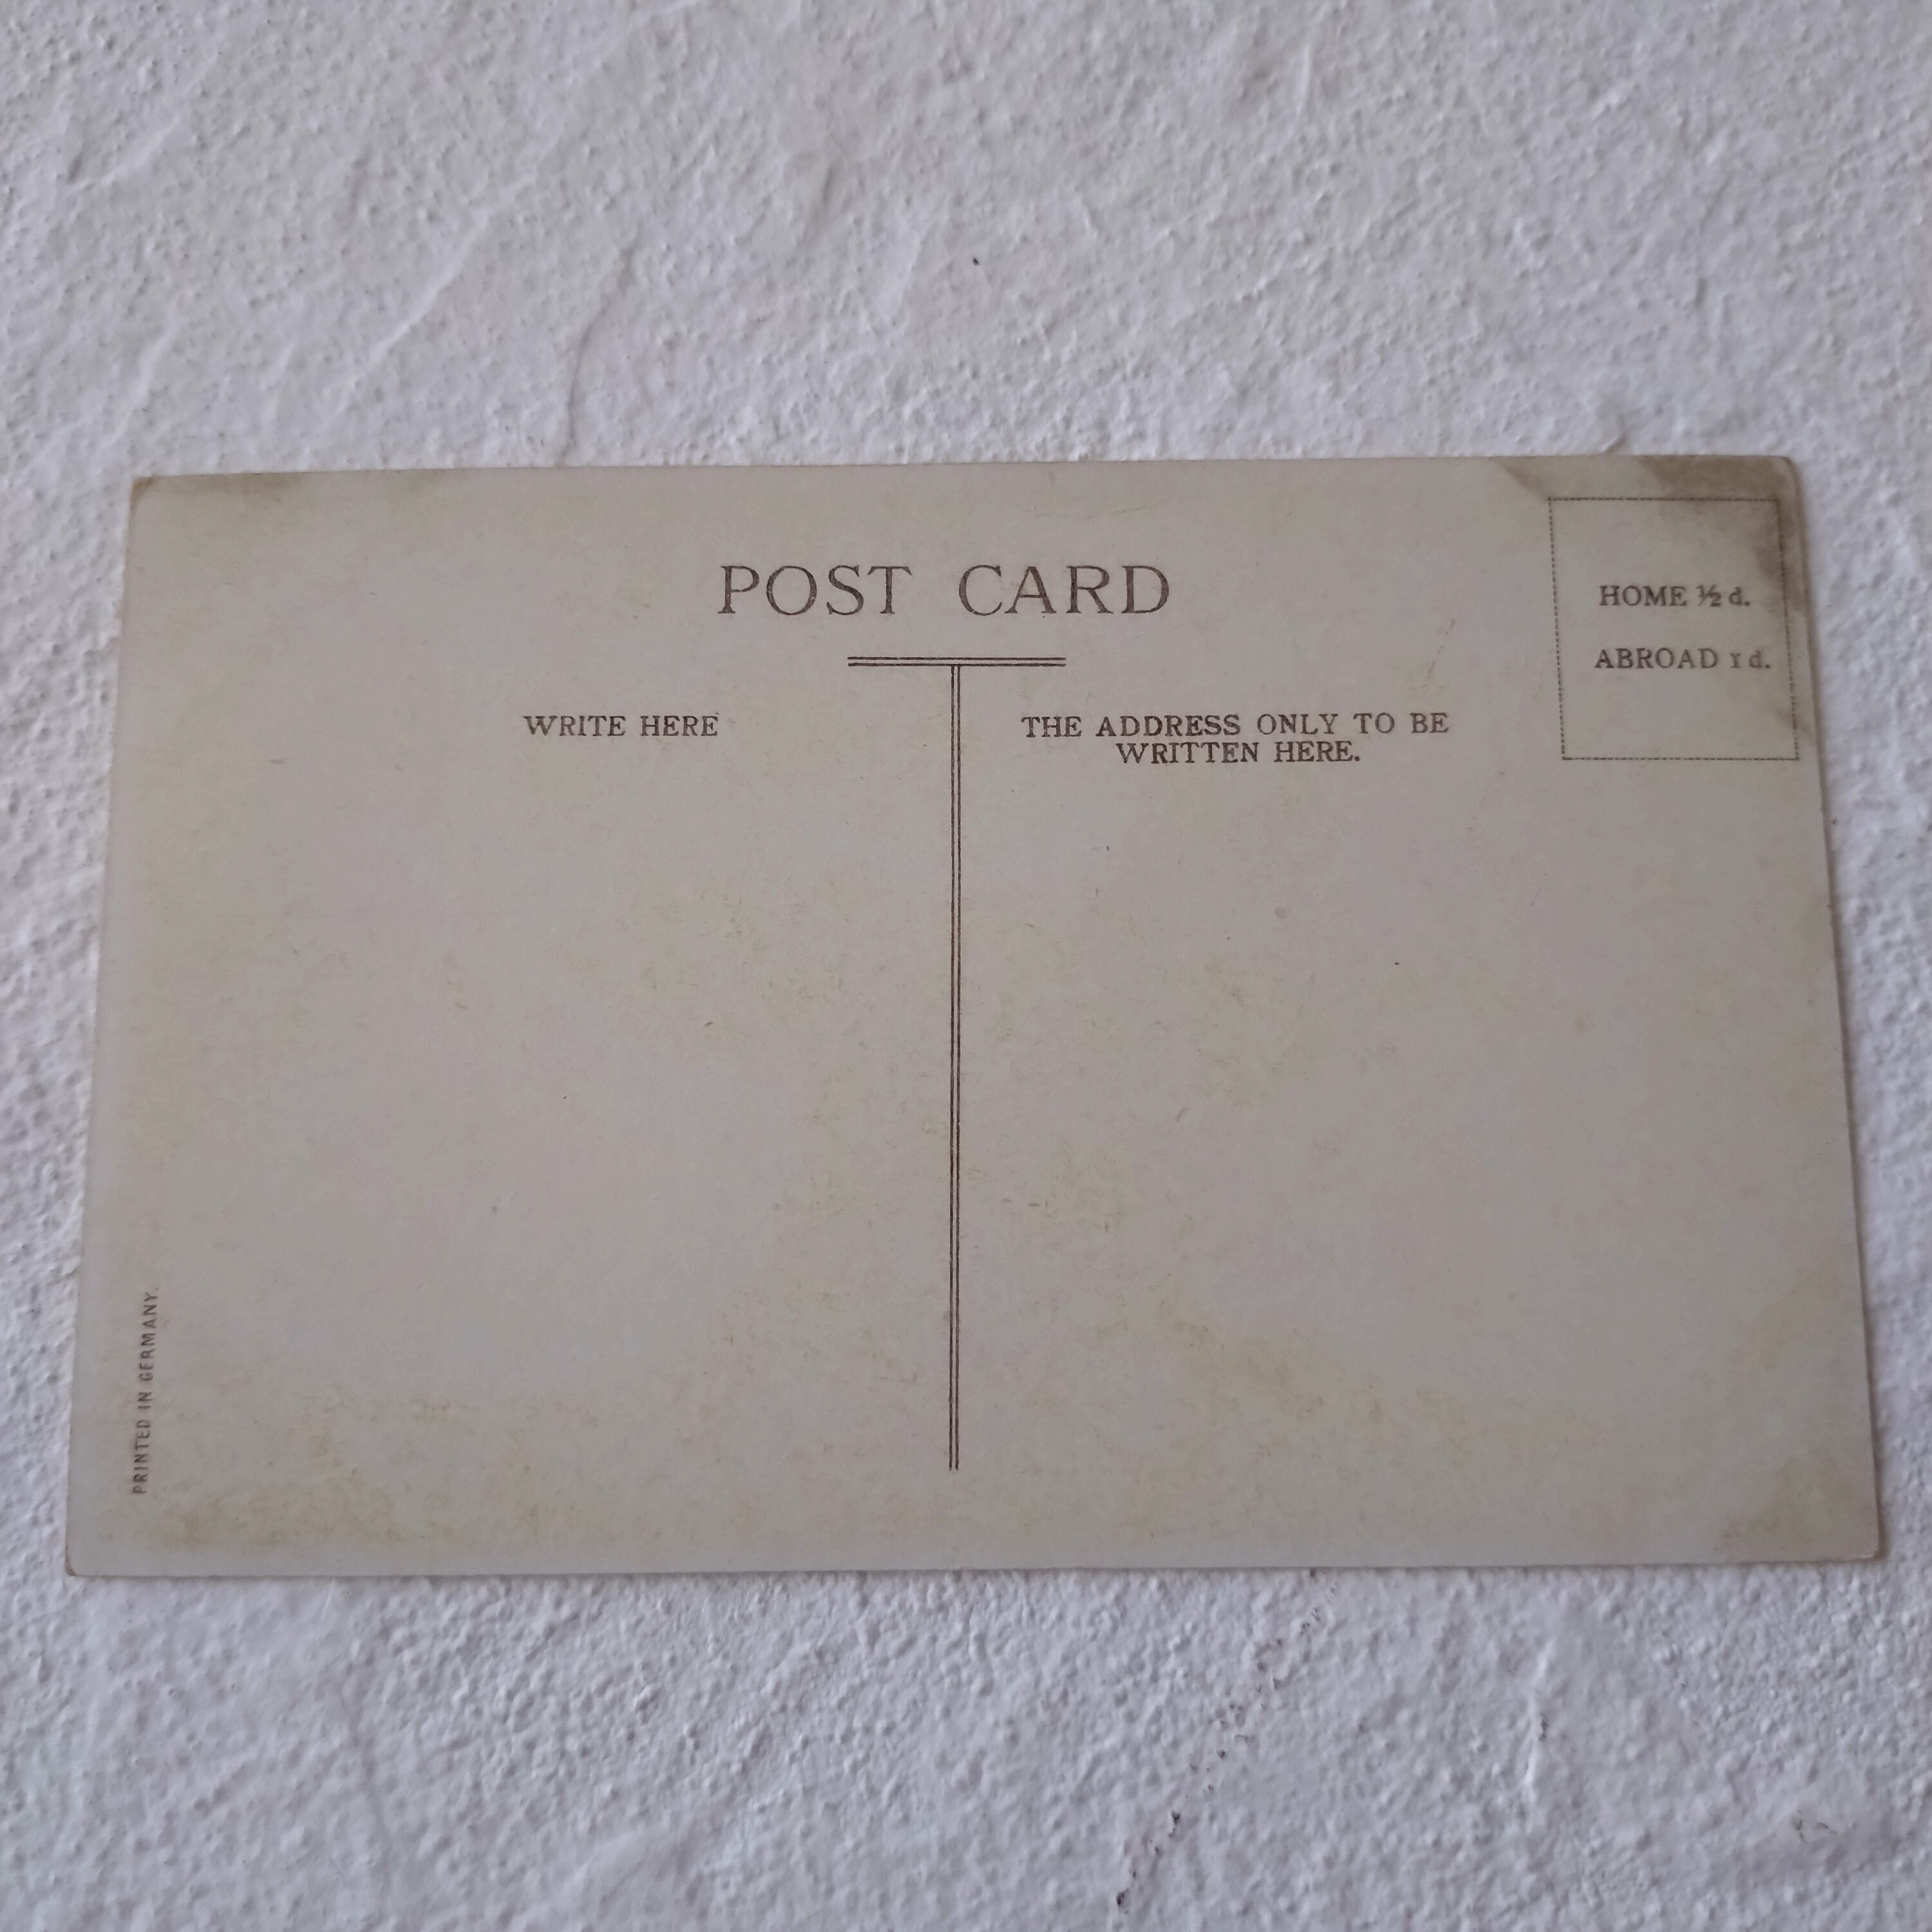 POST CARD
HOME ½ d.
ABROAD 1 d.
WRITE HERE
THE ADDRESS ONLY TO BE
WRITTEN HERE.
PRINTED IN GERMANY.